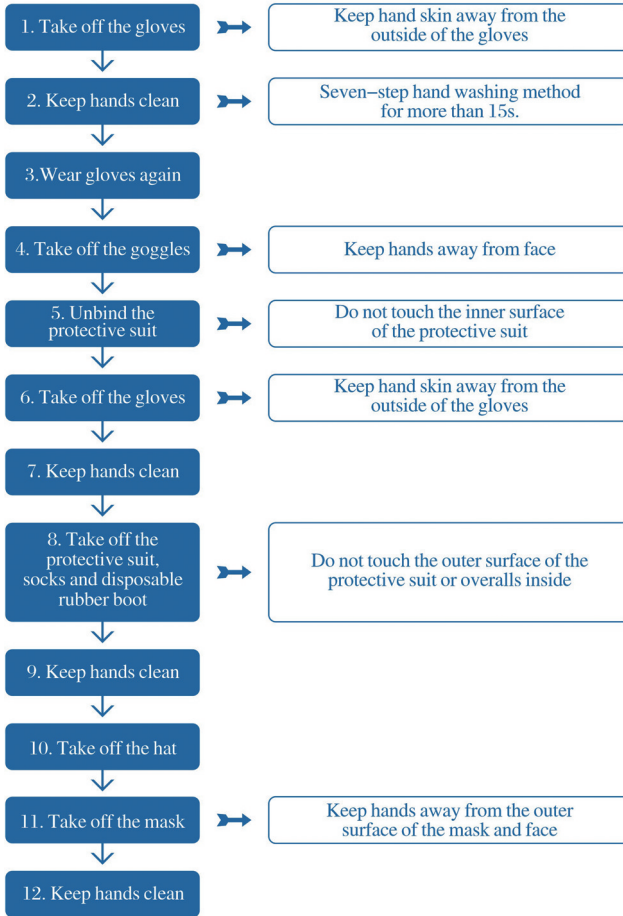 1. Take off the gloves
Keep hand skin away from the
outside of the gloves
2. Keep hands clean
Seven-step hand washing method
for more than 15s.
3.Wear gloves again
4. Take off the goggles
Keep hands away from face
5. Unbind the
protective suit
Do not touch the inner surface
of the protective suit
6. Take off the gloves
Keep hand skin away from the
outside of the gloves
7. Keep hands clean
8. Take off the
protective suit,
socks and disposable
rubber boot
Do not touch the outer surface of the
protective suit or overalls inside
9. Keep hands clean
10. Take off the hat
11. Take off the mask
Keep hands away from the outer
surface of the mask and face
12. Keep hands clean